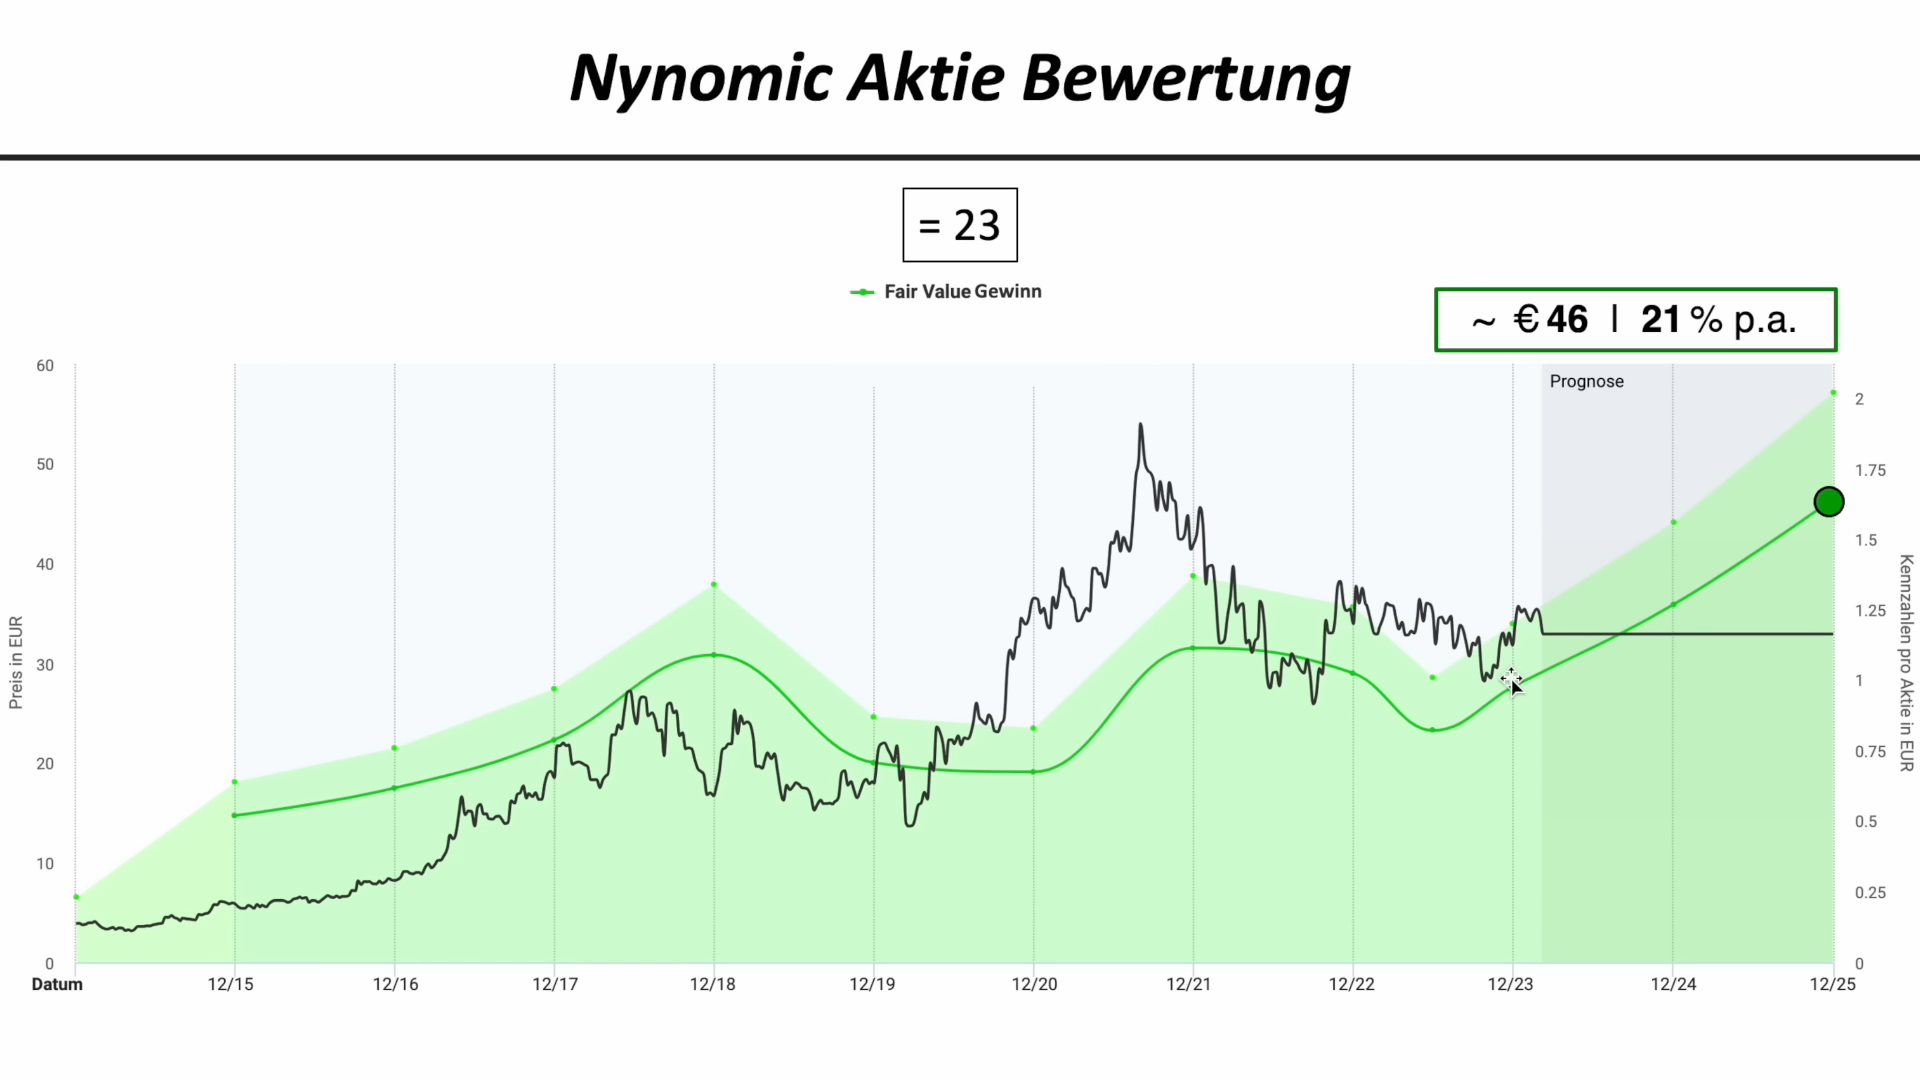 Nynomic Aktie Bewertung
= 23
Fair Value Gewinn
~ € 46 | 21 % p.a.
Prognose
60
50
40
30
20
10
0
Preis in EUR
2
1.75
1.5
1.25
1
0.75
0.5
0.25
0
Kennzahlen pro Aktie in EUR
Datum 12/15 12/16 12/17 12/18 12/19 12/20 12/21 12/22 12/23 12/24 12/25